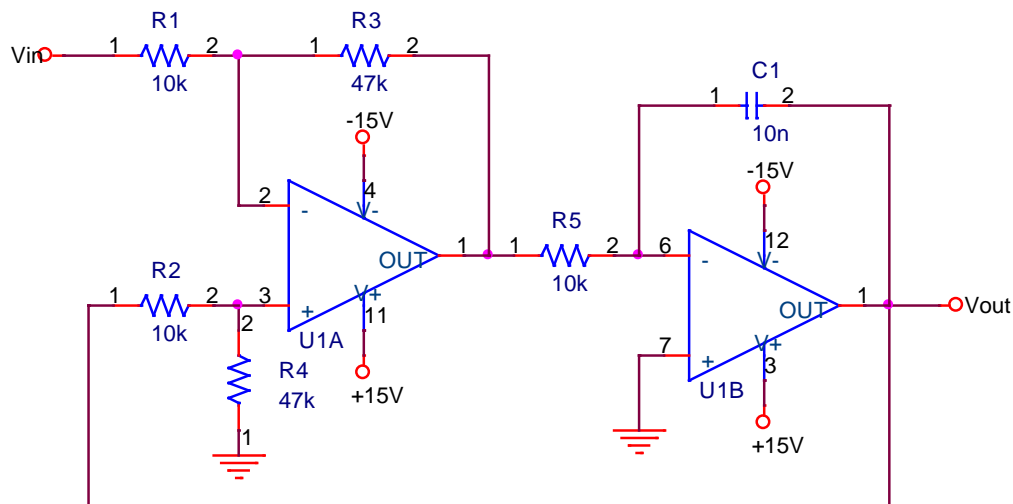 R1
R3
Vin
1
2
1
2
10k
47k
C1
1
2
10n
-15V
-15V
2
4
-
V-
R5
6
12
-
V-
OUT
1
1
2
10k
R2
1
2
3
+
V+
11
10k
2
U1A
OUT
1
Vout
R4
47k
+15V
7
+
V+
3
U1B
1
+15V